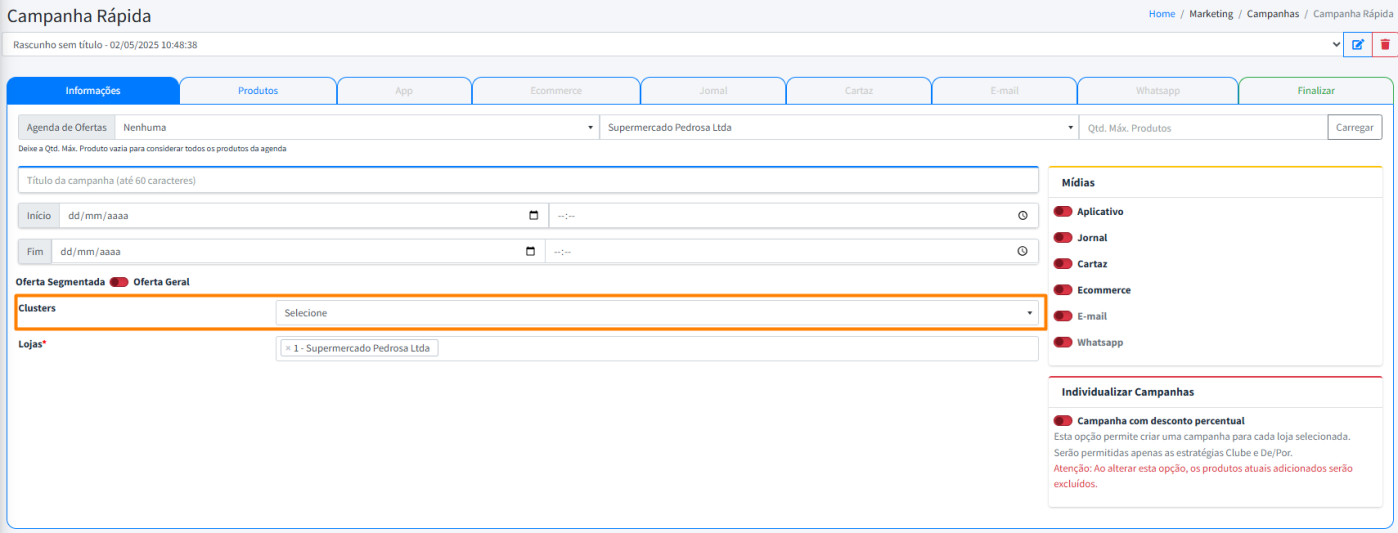 Campanha Rápida
Home / Marketing / Campanhas / Campanha Rápida
Rascunho sem título - 02/05/2025 10:48:38
Informações Produtos App Ecommerce Jornal Cartaz E-mail Whatsapp Finalizar
Agenda de Ofertas Nenhuma Supermercado Pedrosa Ltda Qtd. Máx. Produtos Carregar
Deixe a Qtd. Máx. Produto vazia para considerar todos os produtos da agenda
Título da campanha (até 60 caracteres)
Início dd/mm/aaaa --:--
Fim dd/mm/aaaa --:--
Oferta Segmentada Oferta Geral
Clusters Selecione
Lojas* × 1 - Supermercado Pedrosa Ltda
Mídias
Aplicativo
Jornal
Cartaz
Ecommerce
E-mail
Whatsapp
Individualizar Campanhas
Campanha com desconto percentual
Esta opção permite criar uma campanha para cada loja selecionada.
Serão permitidas apenas as estratégias Clube e De/Por.
Atenção: Ao alterar esta opção, os produtos atuais adicionados serão
excluídos.